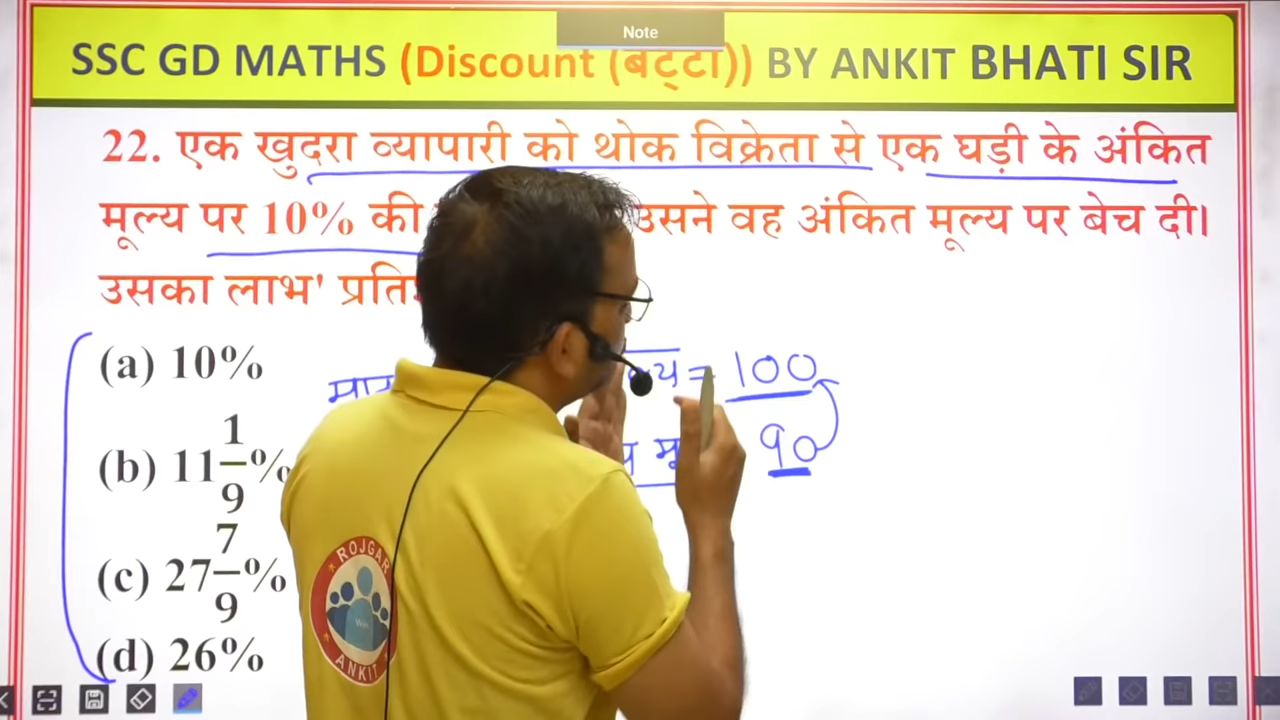 Note
SSC GD MATHS (Discount (बट्टा)) BY ANKIT BHATI SIR
22. एक खुदरा व्यापारी को थोक विक्रेता से एक घड़ी के अंकित
मूल्य पर 10% की उसने वह अंकित मूल्य पर बेच दी।
उसका लाभ'
(a) 10%
= 100
(b) 11 1/9 %
90
(c) 27 7/9 %
(d) 26%
ROJGAR
With
ANKIT